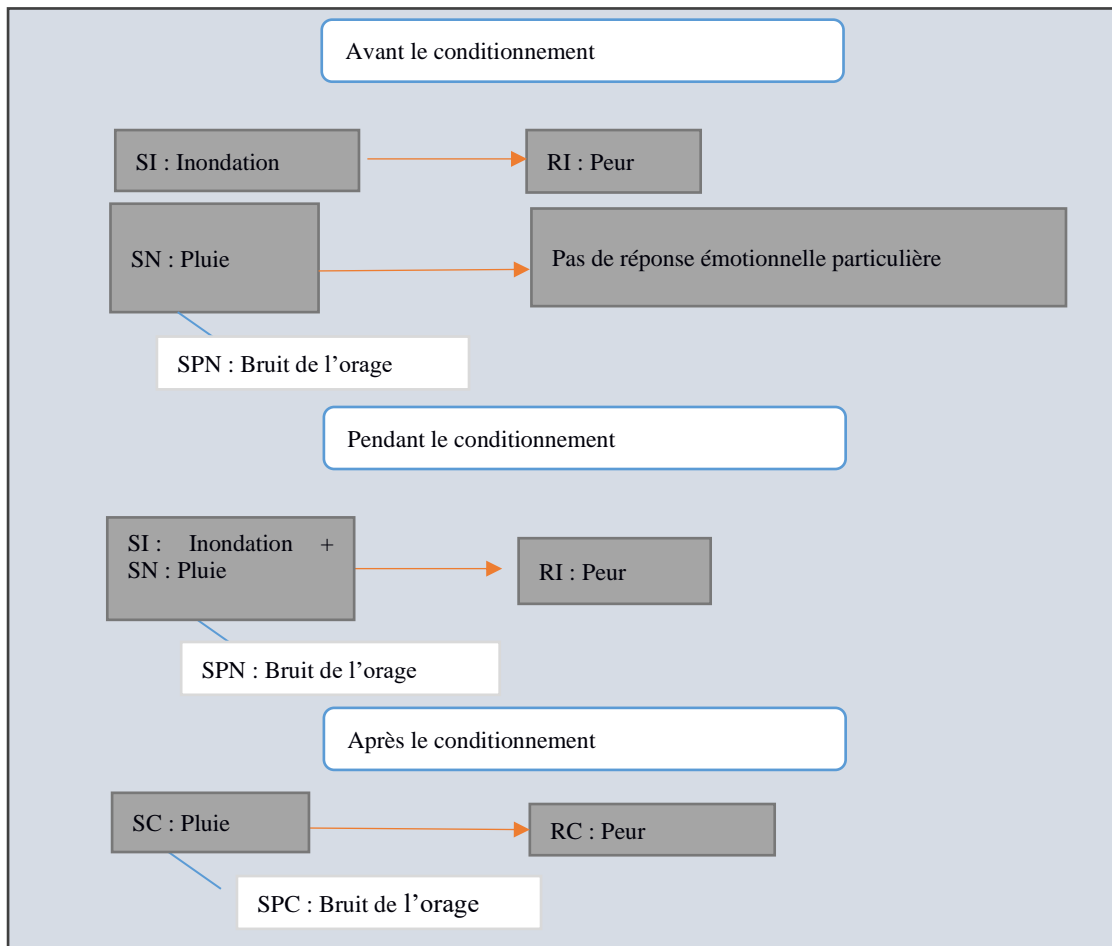 Avant le conditionnement
SI : Inondation
RI : Peur
SN : Pluie
Pas de réponse émotionnelle particulière
SPN : Bruit de l’orage
Pendant le conditionnement
SI : Inondation +
SN : Pluie
RI : Peur
SPN : Bruit de l’orage
Après le conditionnement
SC : Pluie
RC : Peur
SPC : Bruit de l’orage